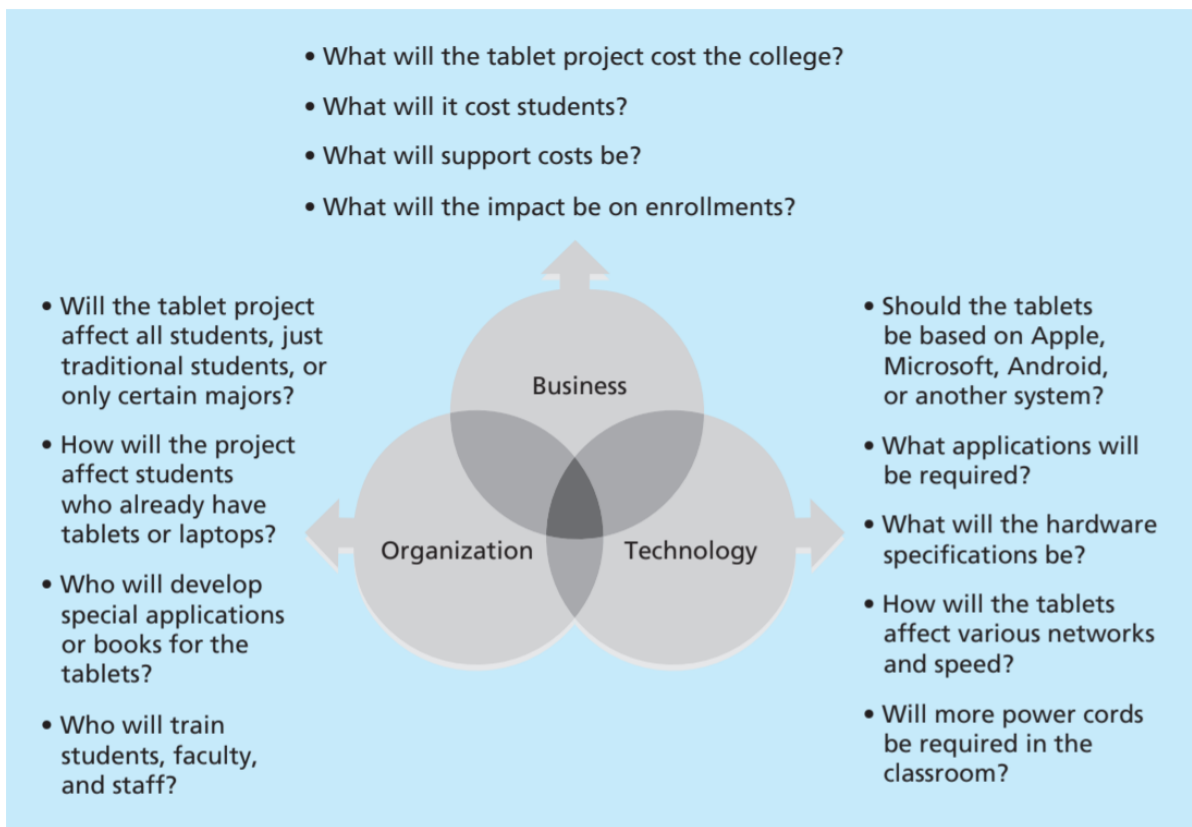 • What will the tablet project cost the college?
• What will it cost students?
• What will support costs be?
• What will the impact be on enrollments?
• Will the tablet project
affect all students, just
traditional students, or
only certain majors?
• How will the project
affect students
who already have
tablets or laptops?
• Who will develop
special applications
or books for the
tablets?
• Who will train
students, faculty,
and staff?
Business
Organization
Technology
• Should the tablets
be based on Apple,
Microsoft, Android,
or another system?
• What applications will
be required?
• What will the hardware
specifications be?
• How will the tablets
affect various networks
and speed?
• Will more power cords
be required in the
classroom?